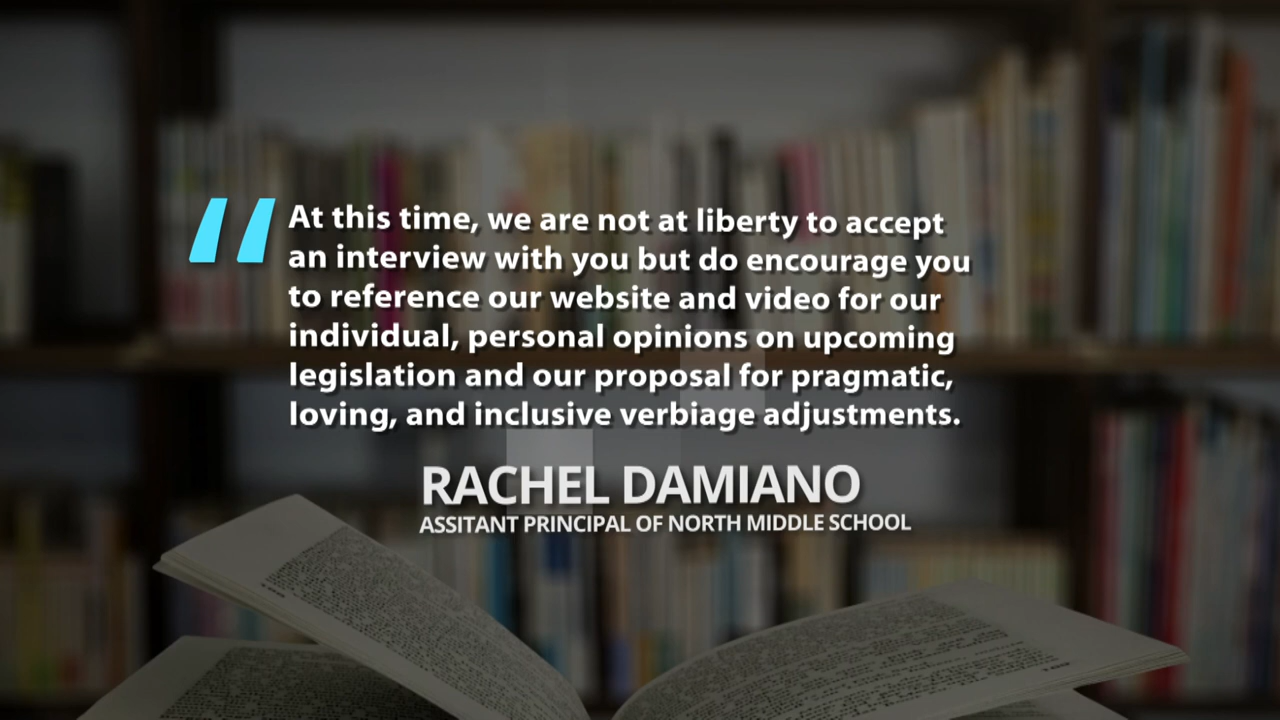 “
At this time, we are not at liberty to accept
an interview with you but do encourage you
to reference our website and video for our
individual, personal opinions on upcoming
legislation and our proposal for pragmatic,
loving, and inclusive verbiage adjustments.
RACHEL DAMIANO
ASSITANT PRINCIPAL OF NORTH MIDDLE SCHOOL